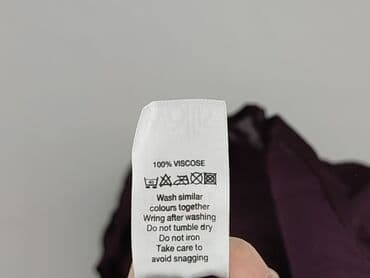 100% VISCOSE
Wash similar
colours together
Wring after washing
Do not tumble dry
Do not iron
Take care to
avoid snagging